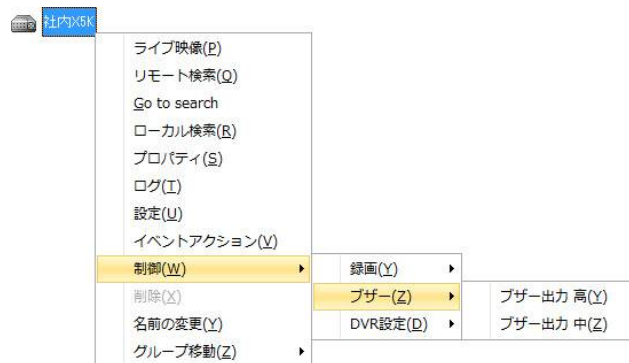 社内X5K
ライブ映像(P)
リモート検索(Q)
Go to search
ローカル検索(R)
プロパティ(S)
ログ(T)
設定(U)
イベントアクション(V)
制御(W)
録画(Y)
削除(X)
ブザー(Z)
ブザー出力 高(Y)
名前の変更(Y)
DVR設定(D)
ブザー出力 中(Z)
グループ移動(Z)